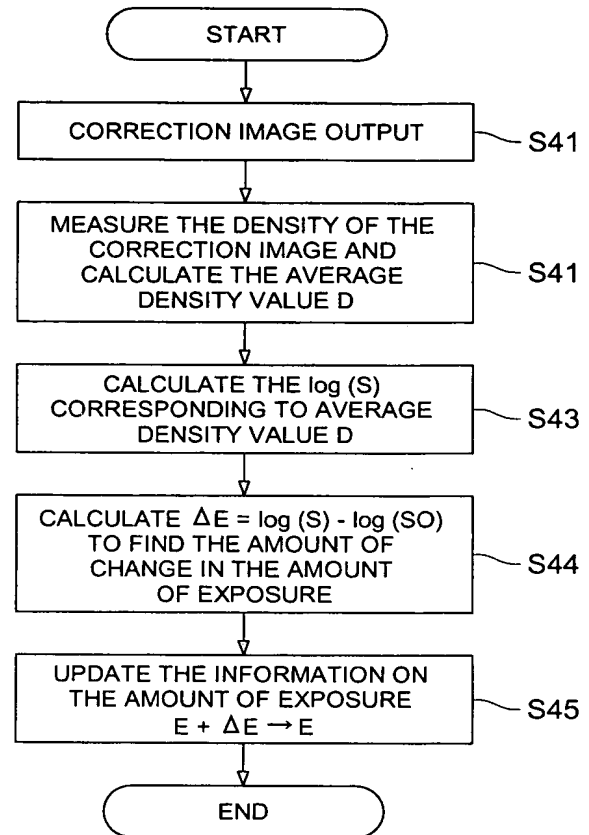 START
CORRECTION IMAGE OUTPUT
S41
MEASURE THE DENSITY OF THE
CORRECTION IMAGE AND
CALCULATE THE AVERAGE
DENSITY VALUE D
S41
CALCULATE THE log (S)
CORRESPONDING TO AVERAGE
DENSITY VALUE D
S43
CALCULATE ΔE = log (S) - log (SO)
TO FIND THE AMOUNT OF
CHANGE IN THE AMOUNT
OF EXPOSURE
S44
UPDATE THE INFORMATION ON
THE AMOUNT OF EXPOSURE
E + ΔE → E
S45
END